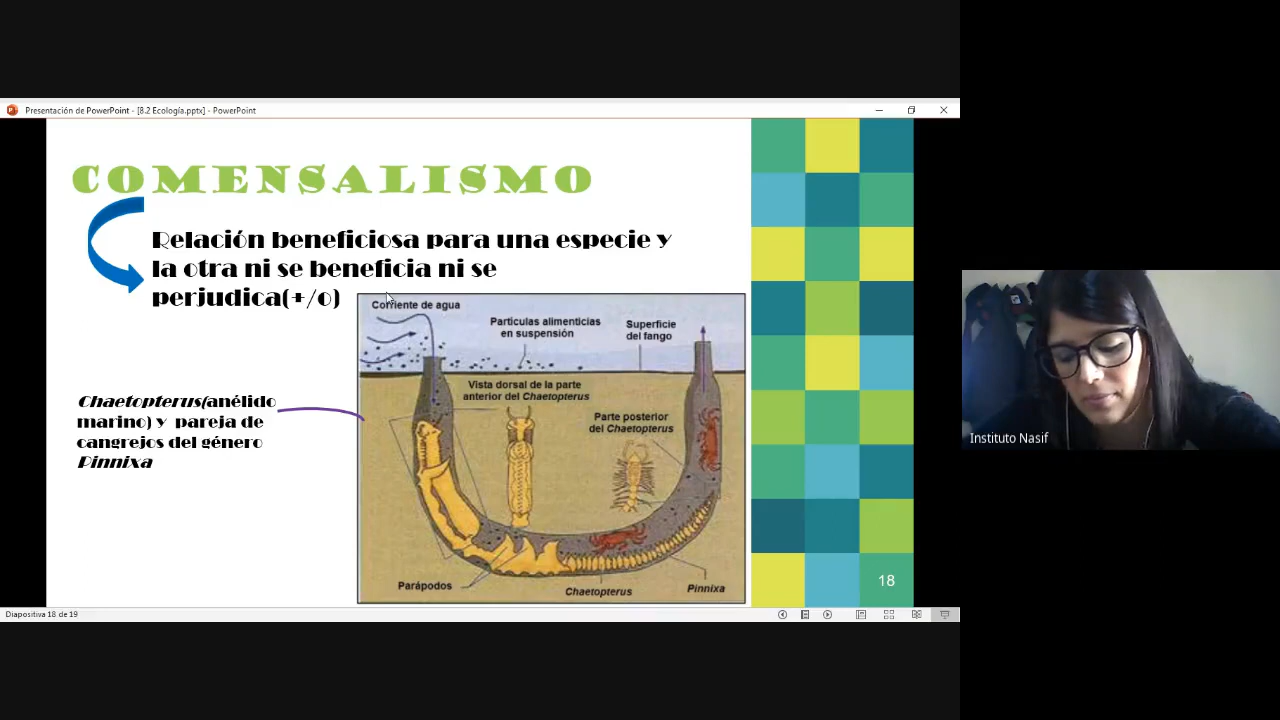 Presentación de PowerPoint - [8.2 Ecología.pptx] - PowerPoint
COMENSALISMO
Relación beneficiosa para una especie y
la otra ni se beneficia ni se
perjudica(+/0)
Corriente de agua
Particulas alimenticias
en suspensión
Superficie
del fango
Vista dorsal de la parte
anterior del Chaetopterus
Parte posterior
del Chaetopterus
Chaetopterus(anélido
marino) y pareja de
cangrejos del género
Pinnixa
Parápodos
Chaetopterus
Pinnixa
18
Diapositiva 18 de 19
Instituto Nasif